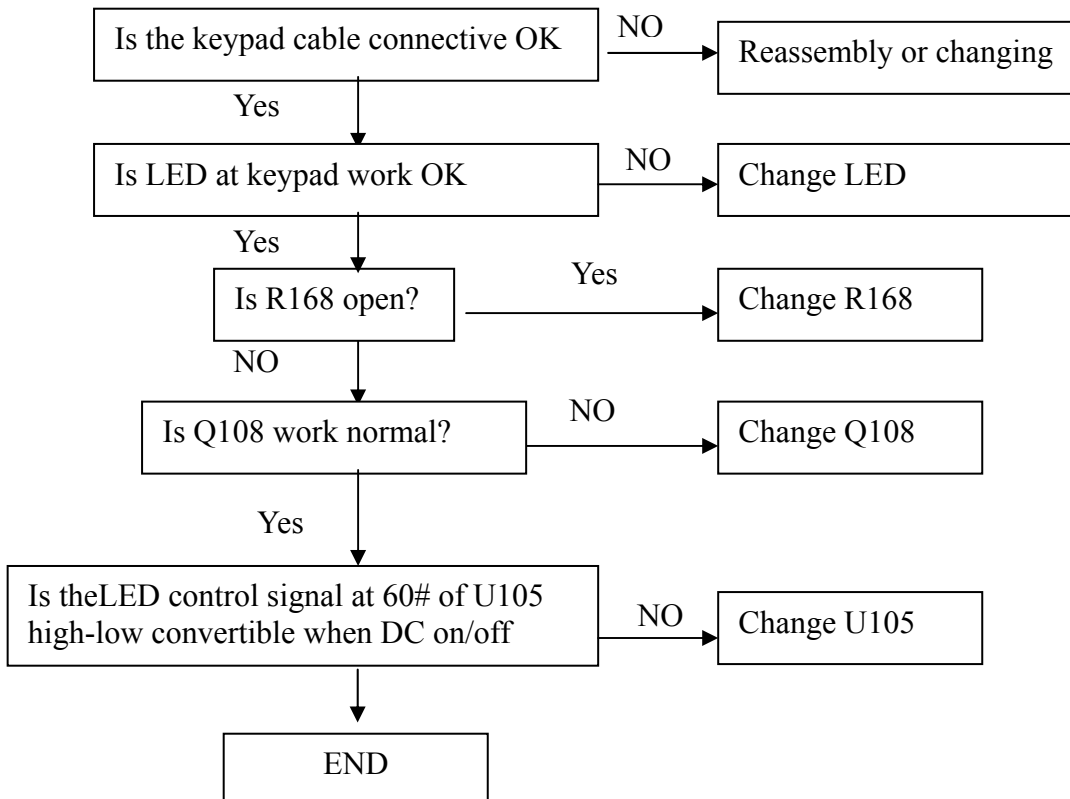 Is the keypad cable connective OK
NO
Reassembly or changing
Yes
Is LED at keypad work OK
NO
Change LED
Yes
Is R168 open?
Yes
Change R168
NO
Is Q108 work normal?
NO
Change Q108
Yes
Is theLED control signal at 60# of U105
high-low convertible when DC on/off
NO
Change U105
END